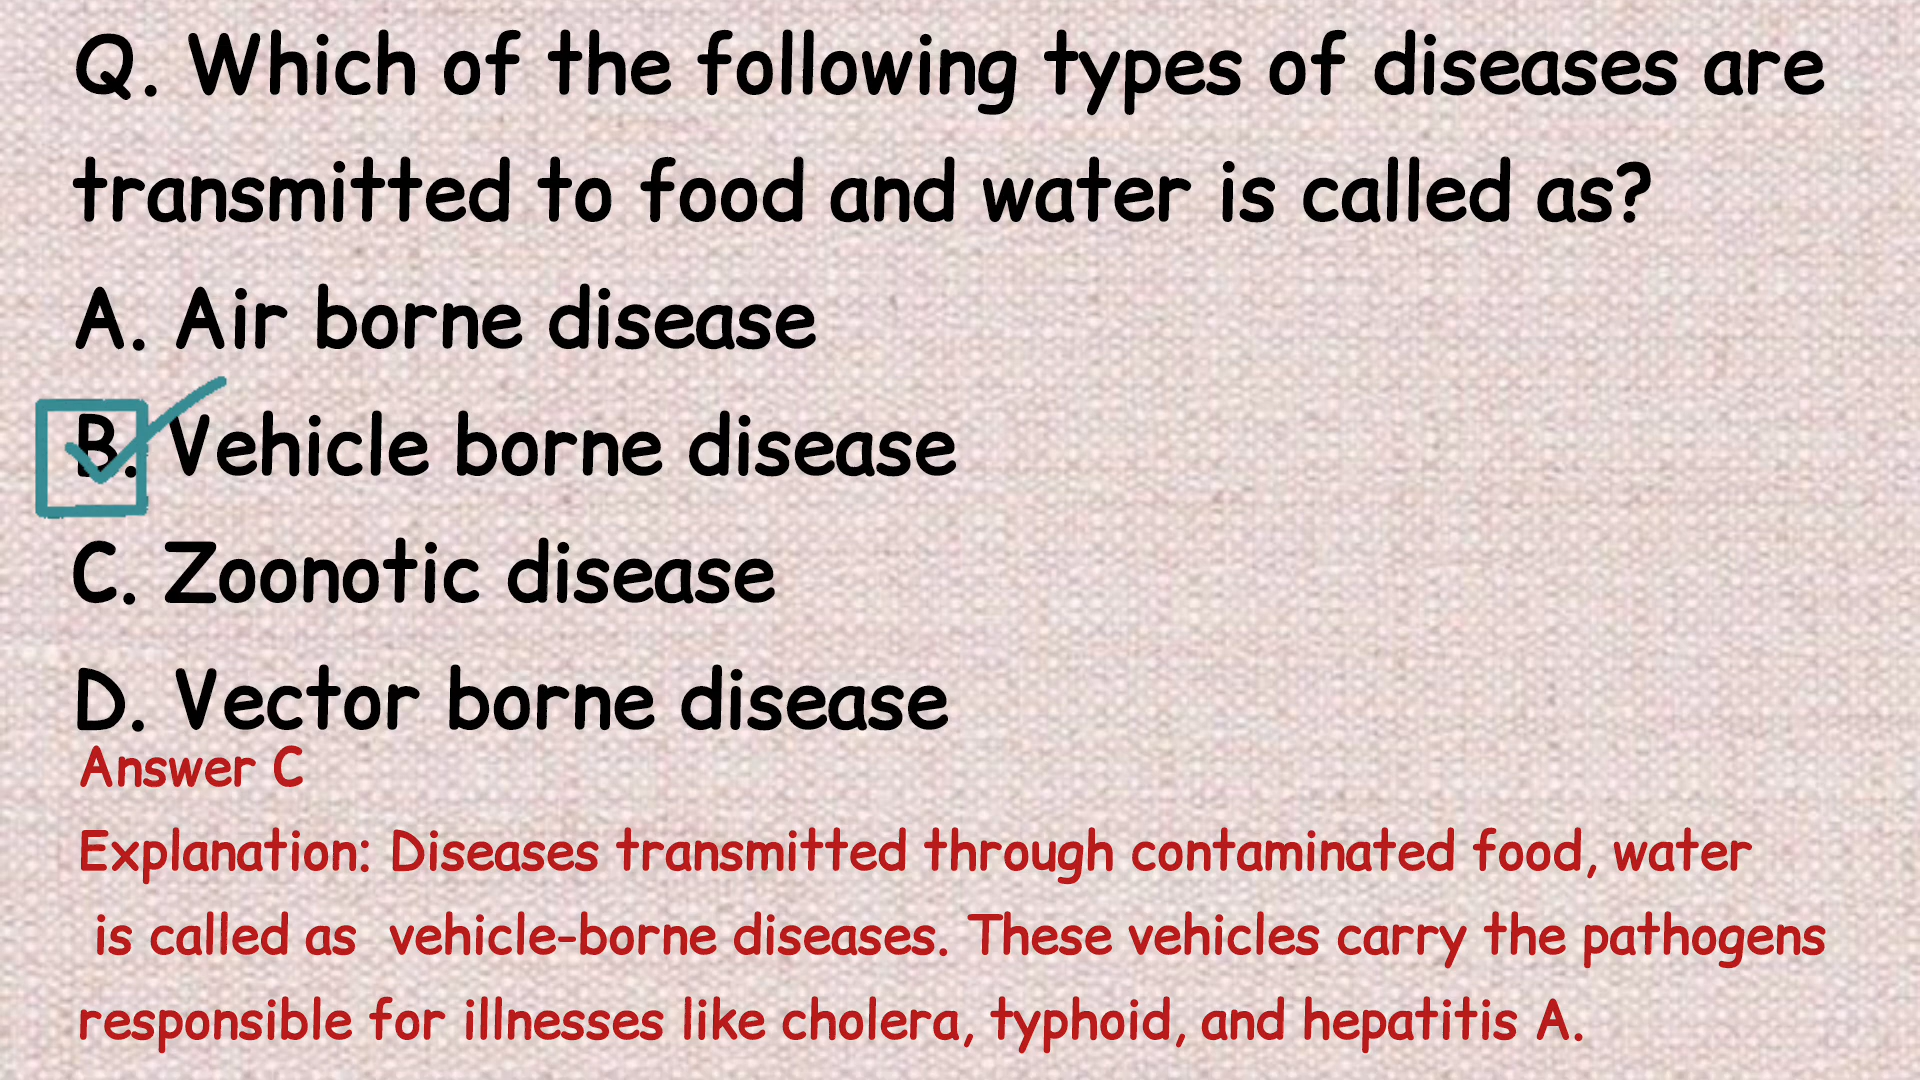 Q. Which of the following types of diseases are
transmitted to food and water is called as?
A. Air borne disease
B. Vehicle borne disease
C. Zoonotic disease
D. Vector borne disease
Answer C
Explanation: Diseases transmitted through contaminated food, water
is called as vehicle-borne diseases. These vehicles carry the pathogens
responsible for illnesses like cholera, typhoid, and hepatitis A.